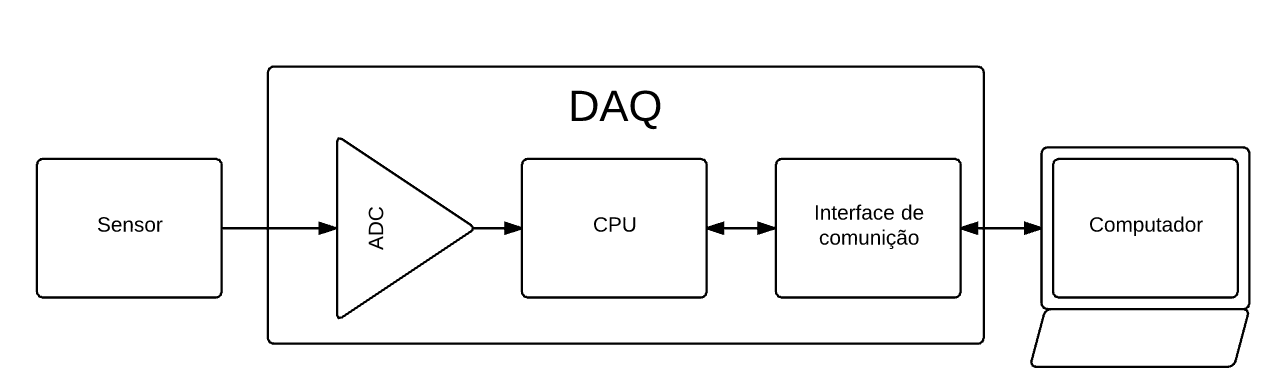 DAQ
Sensor
ADC
CPU
Interface de
comunição
Computador